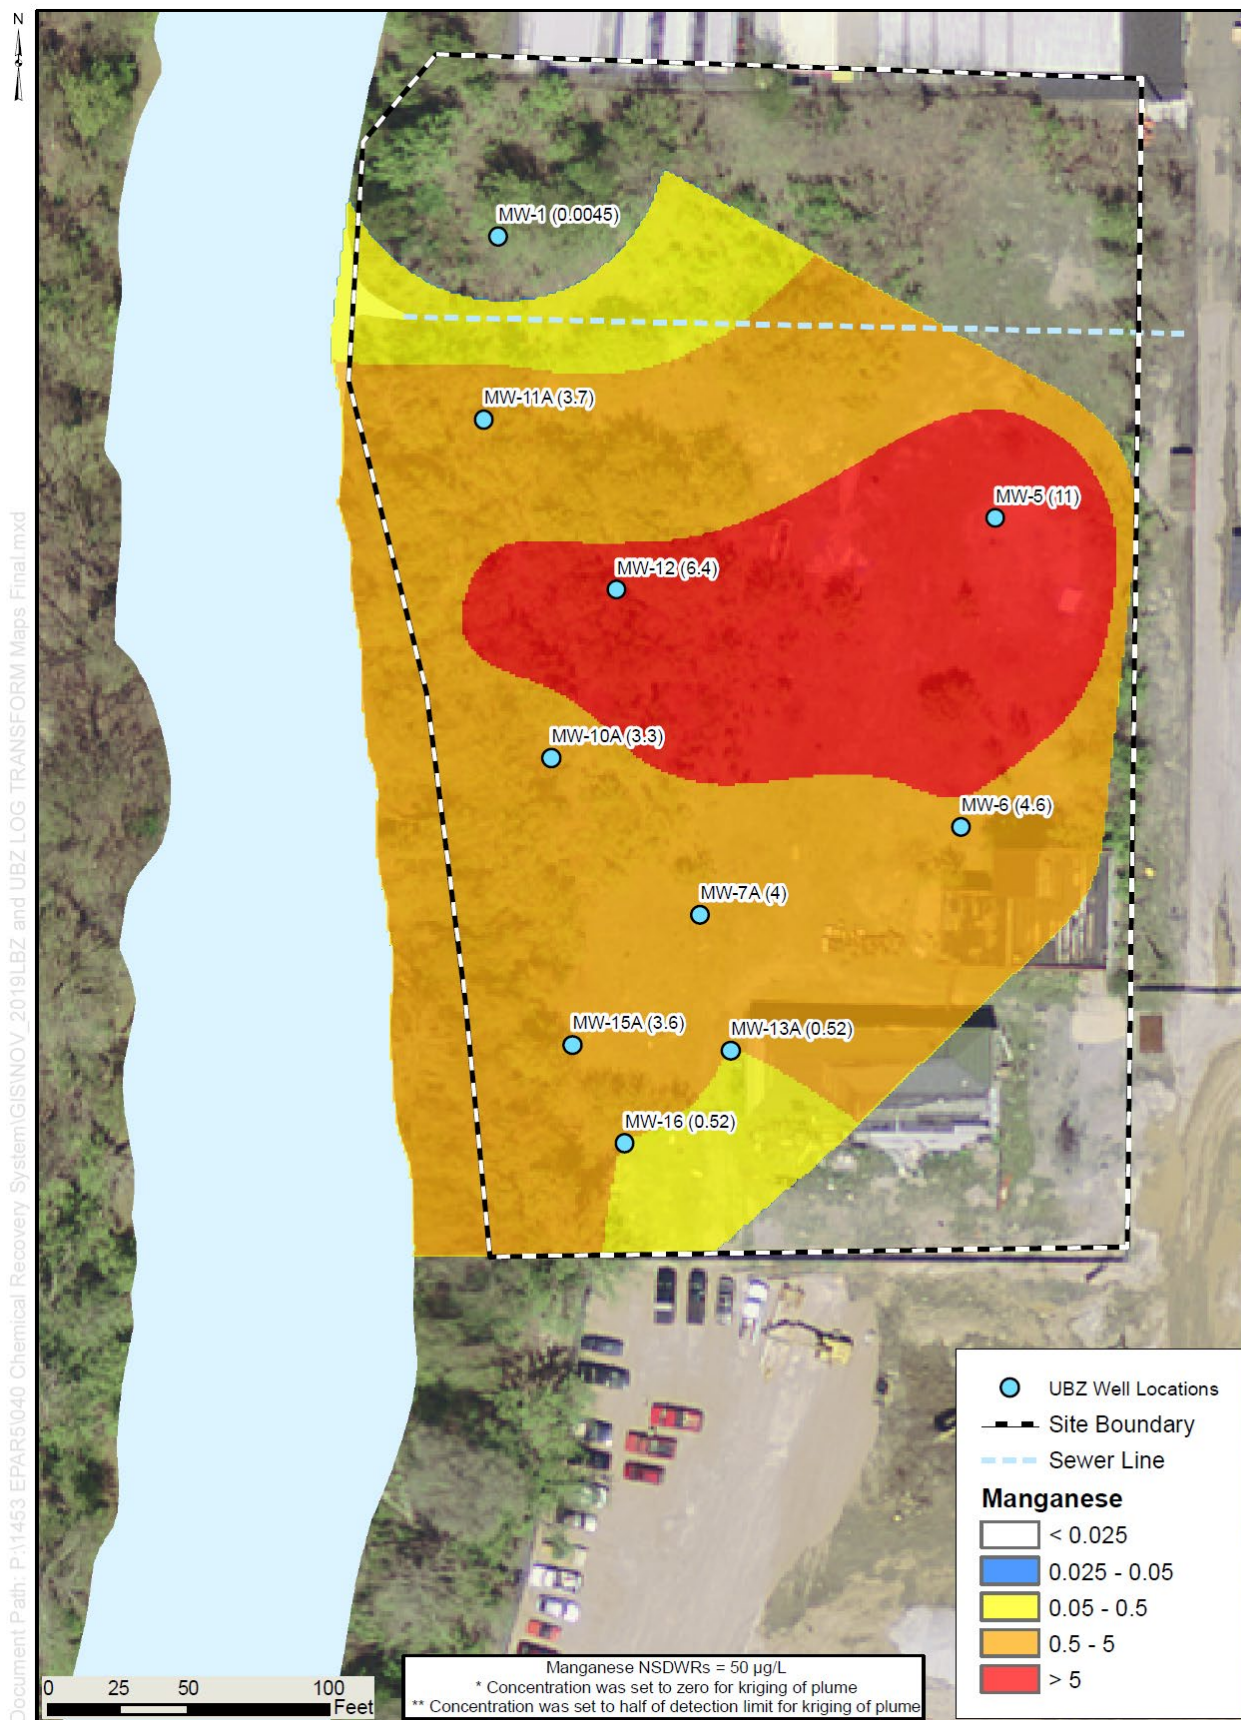 N
MW-1 (0.0045)
MW-11A (3.7)
MW-5 (11)
MW-12 (6.4)
MW-10A (3.3)
MW-6 (4.6)
MW-7A (4)
MW-15A (3.6)
MW-13A (0.52)
MW-16 (0.52)
UBZ Well Locations
Site Boundary
Sewer Line
Manganese
< 0.025
0.025 - 0.05
0.05 - 0.5
0.5 - 5
> 5
0 25 50 100
Feet
Manganese NSDWRs = 50 µg/L
* Concentration was set to zero for kriging of plume
** Concentration was set to half of detection limit for kriging of plume
Document Path: P:\1453 EPAR5\040 Chemical Recovery System\GIS\NOV_2019LBZ and UBZ LOG TRANSFORM Maps Final.mxd